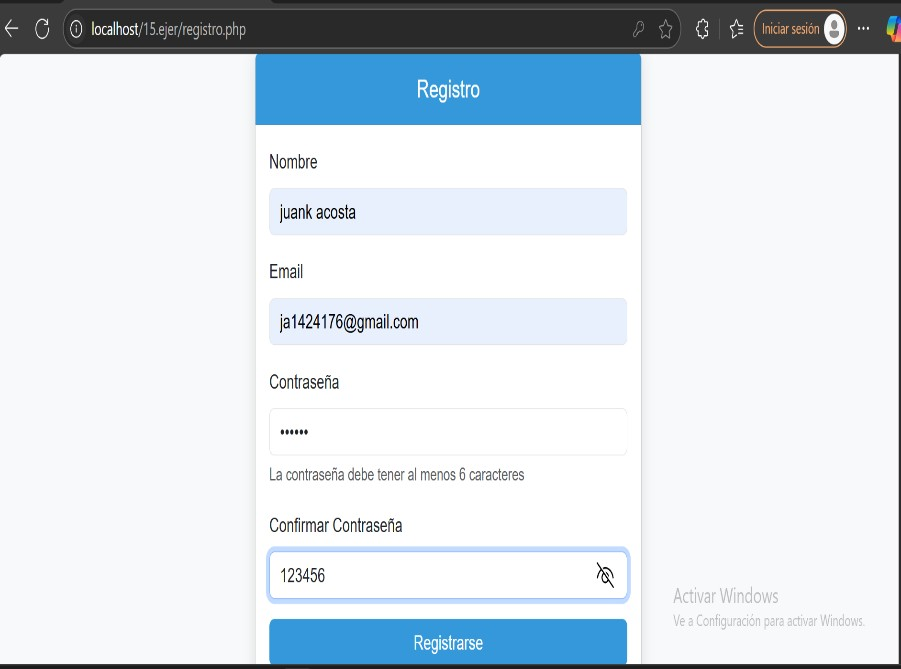 localhost/15.ejer/registro.php
Iniciar sesión
Registro
Nombre
juank acosta
Email
ja1424176@gmail.com
Contraseña
••••••
La contraseña debe tener al menos 6 caracteres
Confirmar Contraseña
123456
Registrarse
Activar Windows
Ve a Configuración para activar Windows.